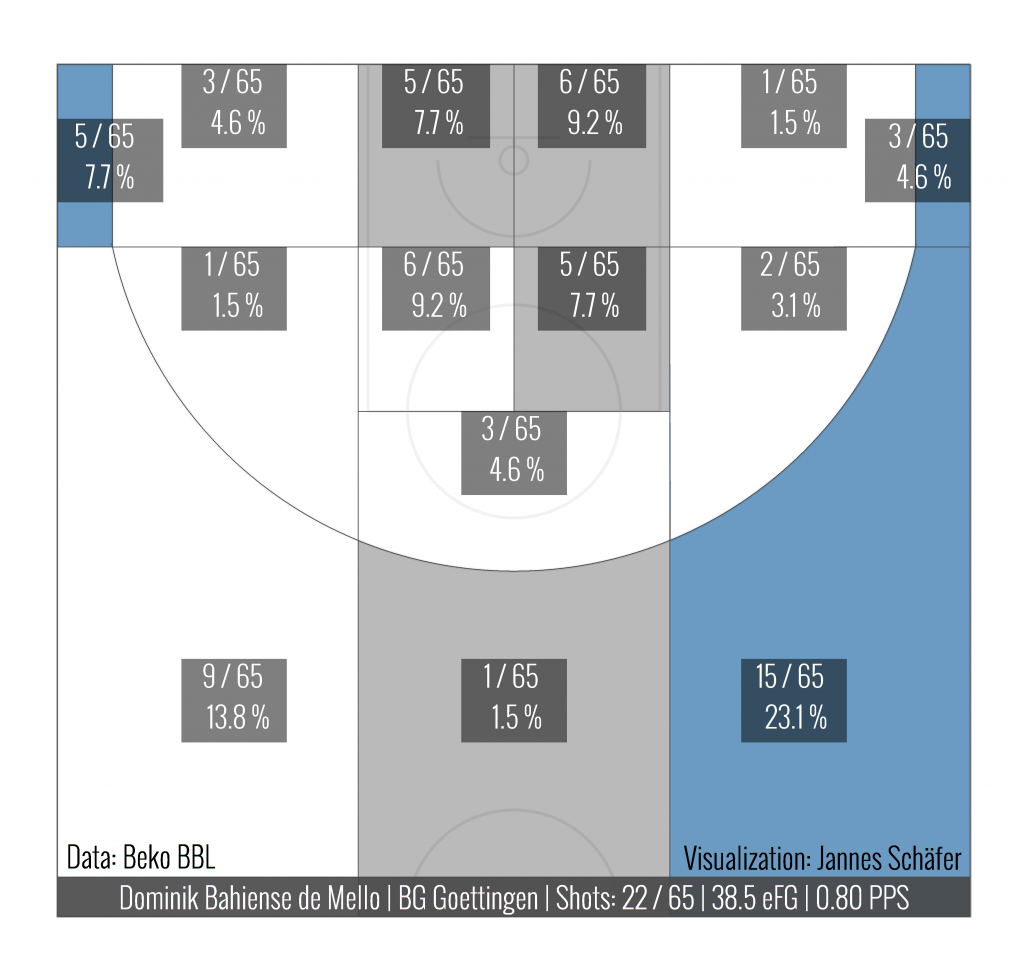 3 / 65
4.6 %
5 / 65
7.7 %
6 / 65
9.2 %
1 / 65
1.5 %
5 / 65
7.7 %
3 / 65
4.6 %
1 / 65
1.5 %
6 / 65
9.2 %
5 / 65
7.7 %
2 / 65
3.1 %
3 / 65
4.6 %
9 / 65
13.8 %
1 / 65
1.5 %
15 / 65
23.1 %
Data: Beko BBL
Visualization: Jannes Schäfer
Dominik Bahiense de Mello | BG Goettingen | Shots: 22 / 65 | 38.5 eFG | 0.80 PPS